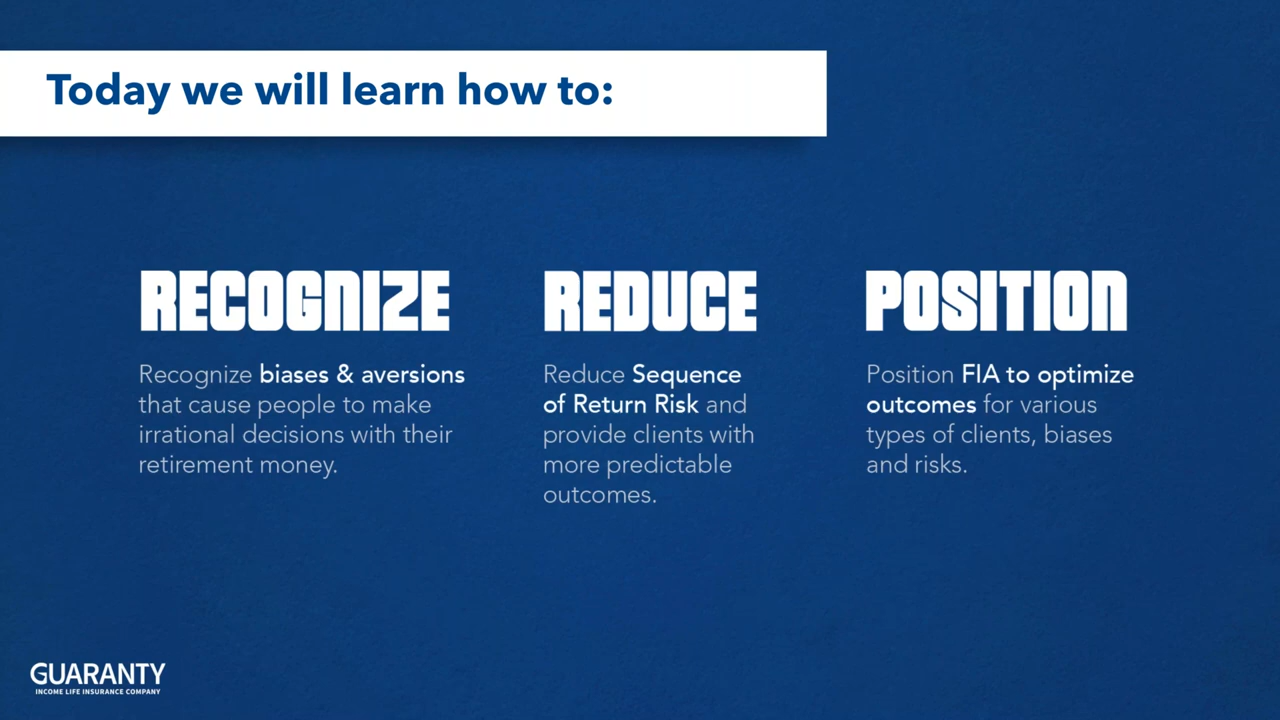 Today we will learn how to:
RECOGNIZE
Recognize biases & aversions
that cause people to make
irrational decisions with their
retirement money.
REDUCE
Reduce Sequence
of Return Risk and
provide clients with
more predictable
outcomes.
POSITION
Position FIA to optimize
outcomes for various
types of clients, biases
and risks.
GUARANTY
INCOME LIFE INSURANCE COMPANY